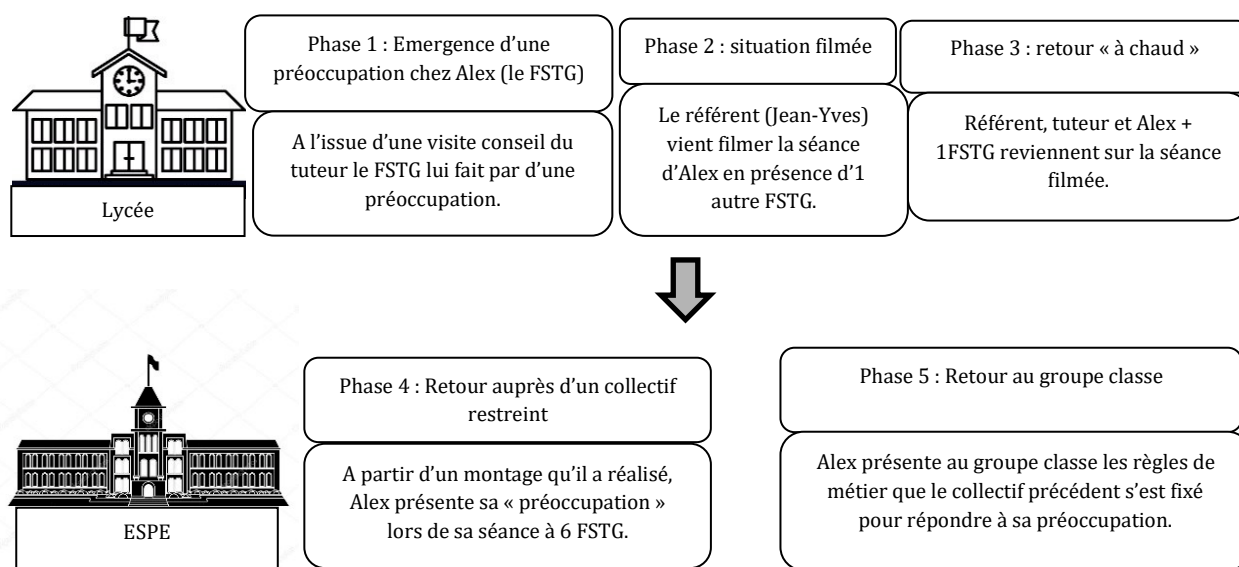 Phase 1 : Emergence d’une
préoccupation chez Alex (le FSTG)
A l’issue d’une visite conseil du
tuteur le FSTG lui fait par d’une
préoccupation.
Phase 2 : situation filmée
Le référent (Jean-Yves)
vient filmer la séance
d’Alex en présence d’1
autre FSTG.
Phase 3 : retour « à chaud »
Référent, tuteur et Alex +
1FSTG reviennent sur la séance
filmée.
Lycée
Phase 4 : Retour auprès d’un collectif
restreint
A partir d’un montage qu’il a réalisé,
Alex présente sa « préoccupation »
lors de sa séance à 6 FSTG.
Phase 5 : Retour au groupe classe
Alex présente au groupe classe les règles de
métier que le collectif précédent s’est fixé
pour répondre à sa préoccupation.
ESPE